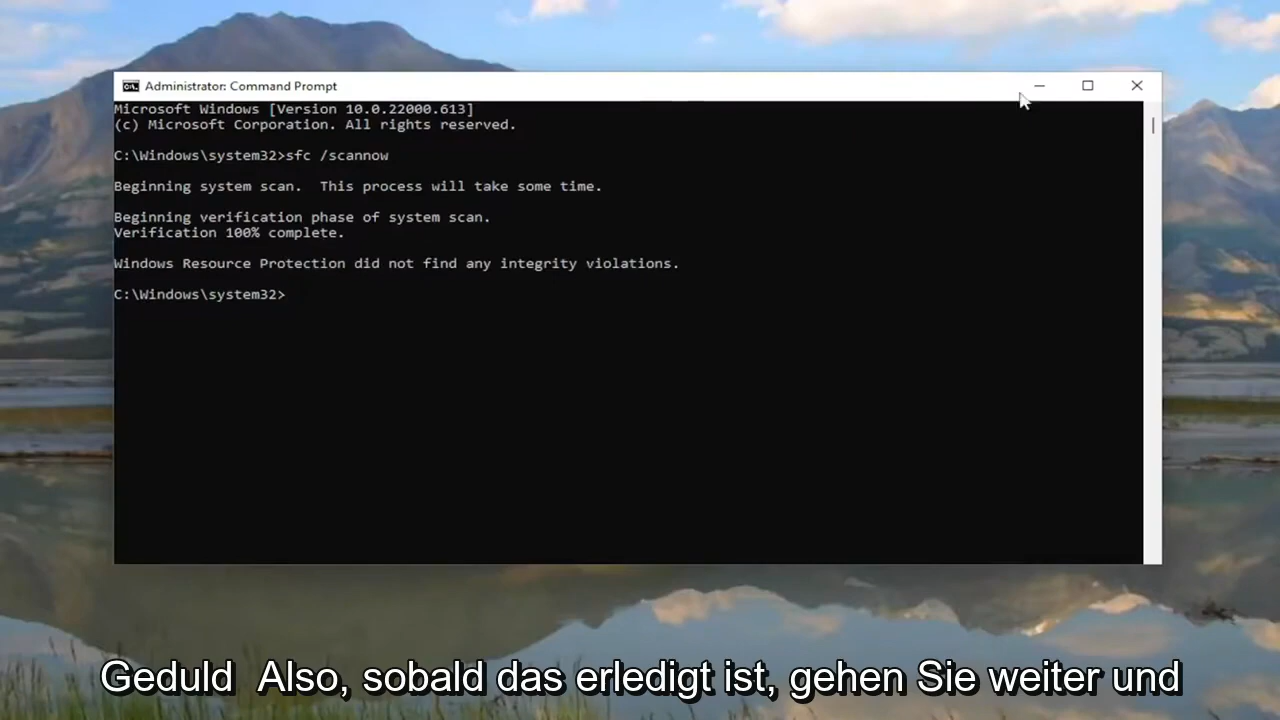 Administrator: Command Prompt
Microsoft Windows [Version 10.0.22000.613]
(c) Microsoft Corporation. All rights reserved.
C:\Windows\system32>sfc /scannow
Beginning system scan.  This process will take some time.
Beginning verification phase of system scan.
Verification 100% complete.
Windows Resource Protection did not find any integrity violations.
C:\Windows\system32>
Geduld  Also, sobald das erledigt ist, gehen Sie weiter und